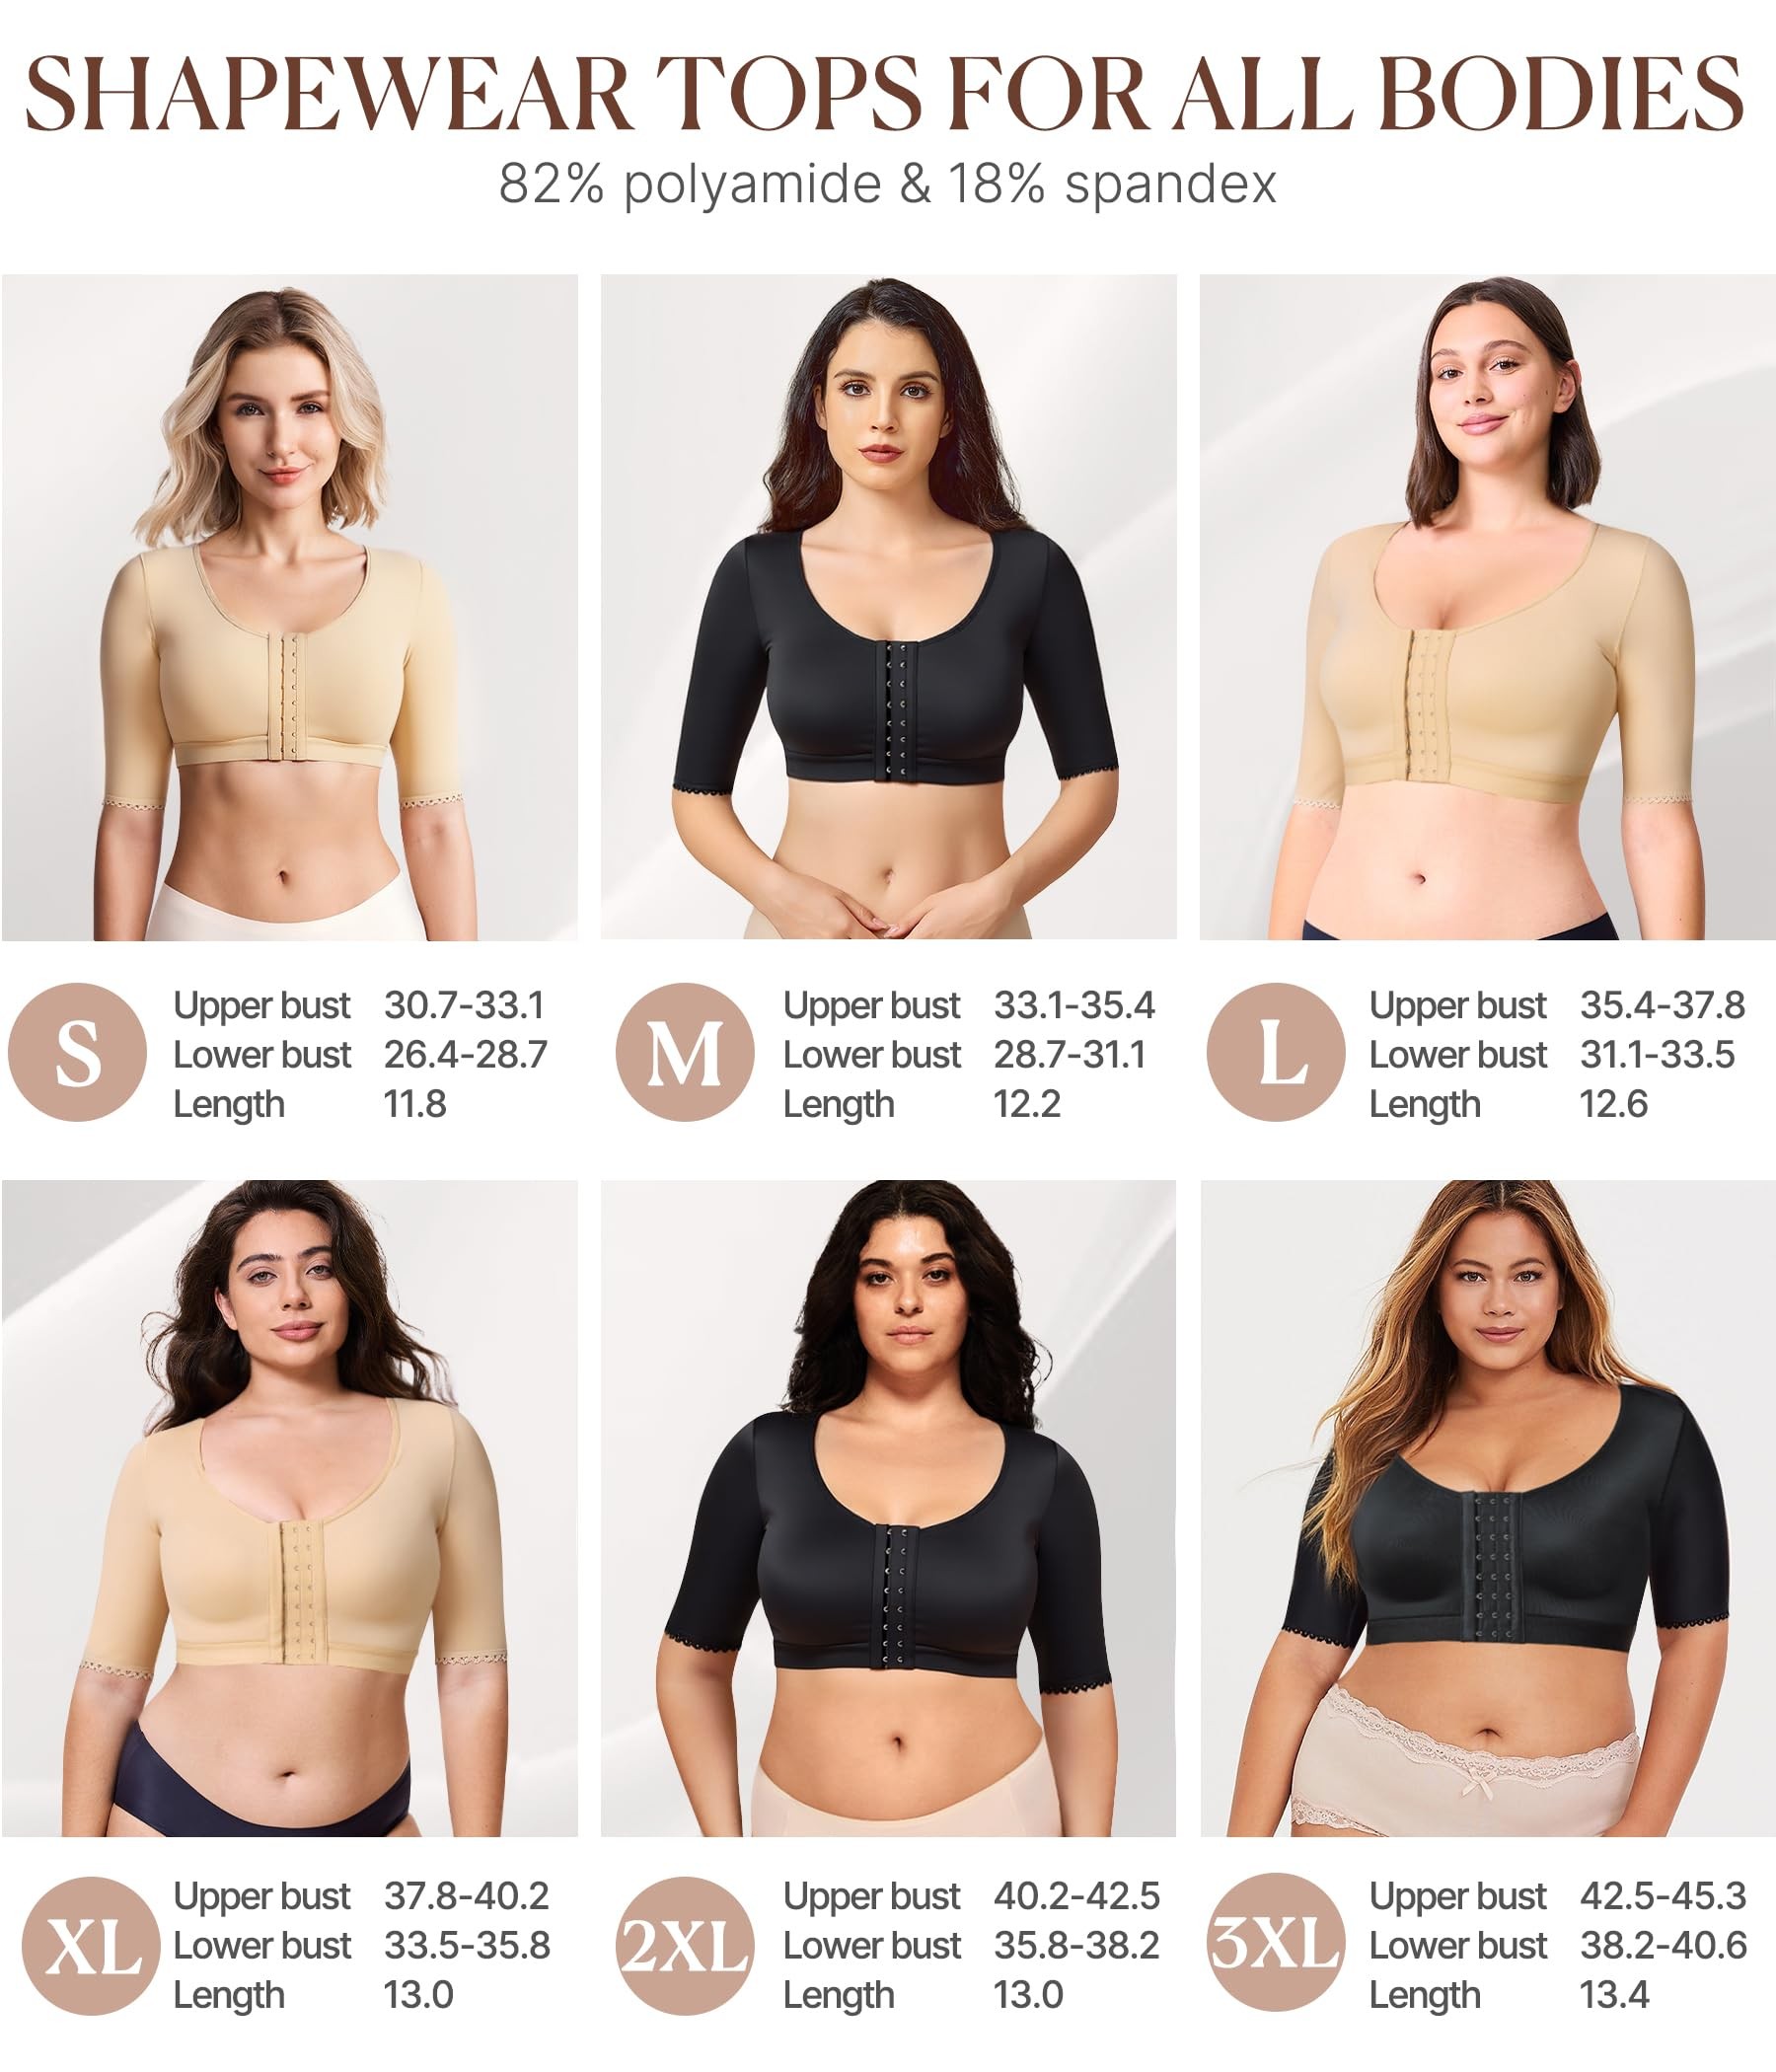 SHAPEWEAR TOPS FOR ALL BODIES
82% polyamide & 18% spandex
S
Upper bust 30.7-33.1
Lower bust 26.4-28.7
Length 11.8
M
Upper bust 33.1-35.4
Lower bust 28.7-31.1
Length 12.2
L
Upper bust 35.4-37.8
Lower bust 31.1-33.5
Length 12.6
XL
Upper bust 37.8-40.2
Lower bust 33.5-35.8
Length 13.0
2XL
Upper bust 40.2-42.5
Lower bust 35.8-38.2
Length 13.0
3XL
Upper bust 42.5-45.3
Lower bust 38.2-40.6
Length 13.4